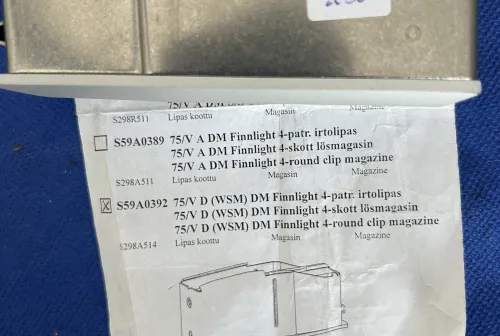 S298R511 Lipas koottu Magasin Magazine
S59A0389 75/V A DM Finnlight 4-patr. irtolipas
75/V A DM Finnlight 4-skott lösmagasin
75/V A DM Finnlight 4-round clip magazine
S298A511 Lipas koottu Magasin Magazine
S59A0392 75/V D (WSM) DM Finnlight 4-patr. irtolipas
75/V D (WSM) DM Finnlight 4-skott lösmagasin
75/V D (WSM) DM Finnlight 4-round clip magazine
S298A514 Lipas koottu Magasin Magazine